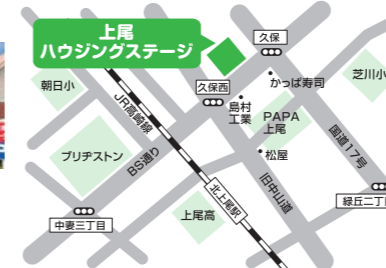 上尾
ハウジングステージ
久保
朝日小
久保西
かっぱ寿司
芝川小
島村
工業
PAPA
上尾
JR高崎線
国道17号
ブリヂストン
BS通り
松屋
北上尾駅
旧中山道
緑丘二丁
上尾高
中妻三丁目